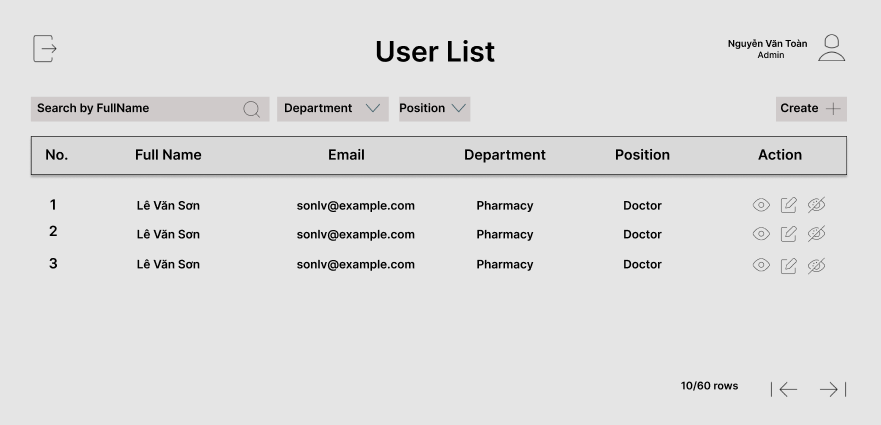 User List
Nguyễn Văn Toàn
Admin
Search by FullName Department Position Create
No. Full Name Email Department Position Action
1 Lê Văn Sơn sonlv@example.com Pharmacy Doctor
2 Lê Văn Sơn sonlv@example.com Pharmacy Doctor
3 Lê Văn Sơn sonlv@example.com Pharmacy Doctor
10/60 rows